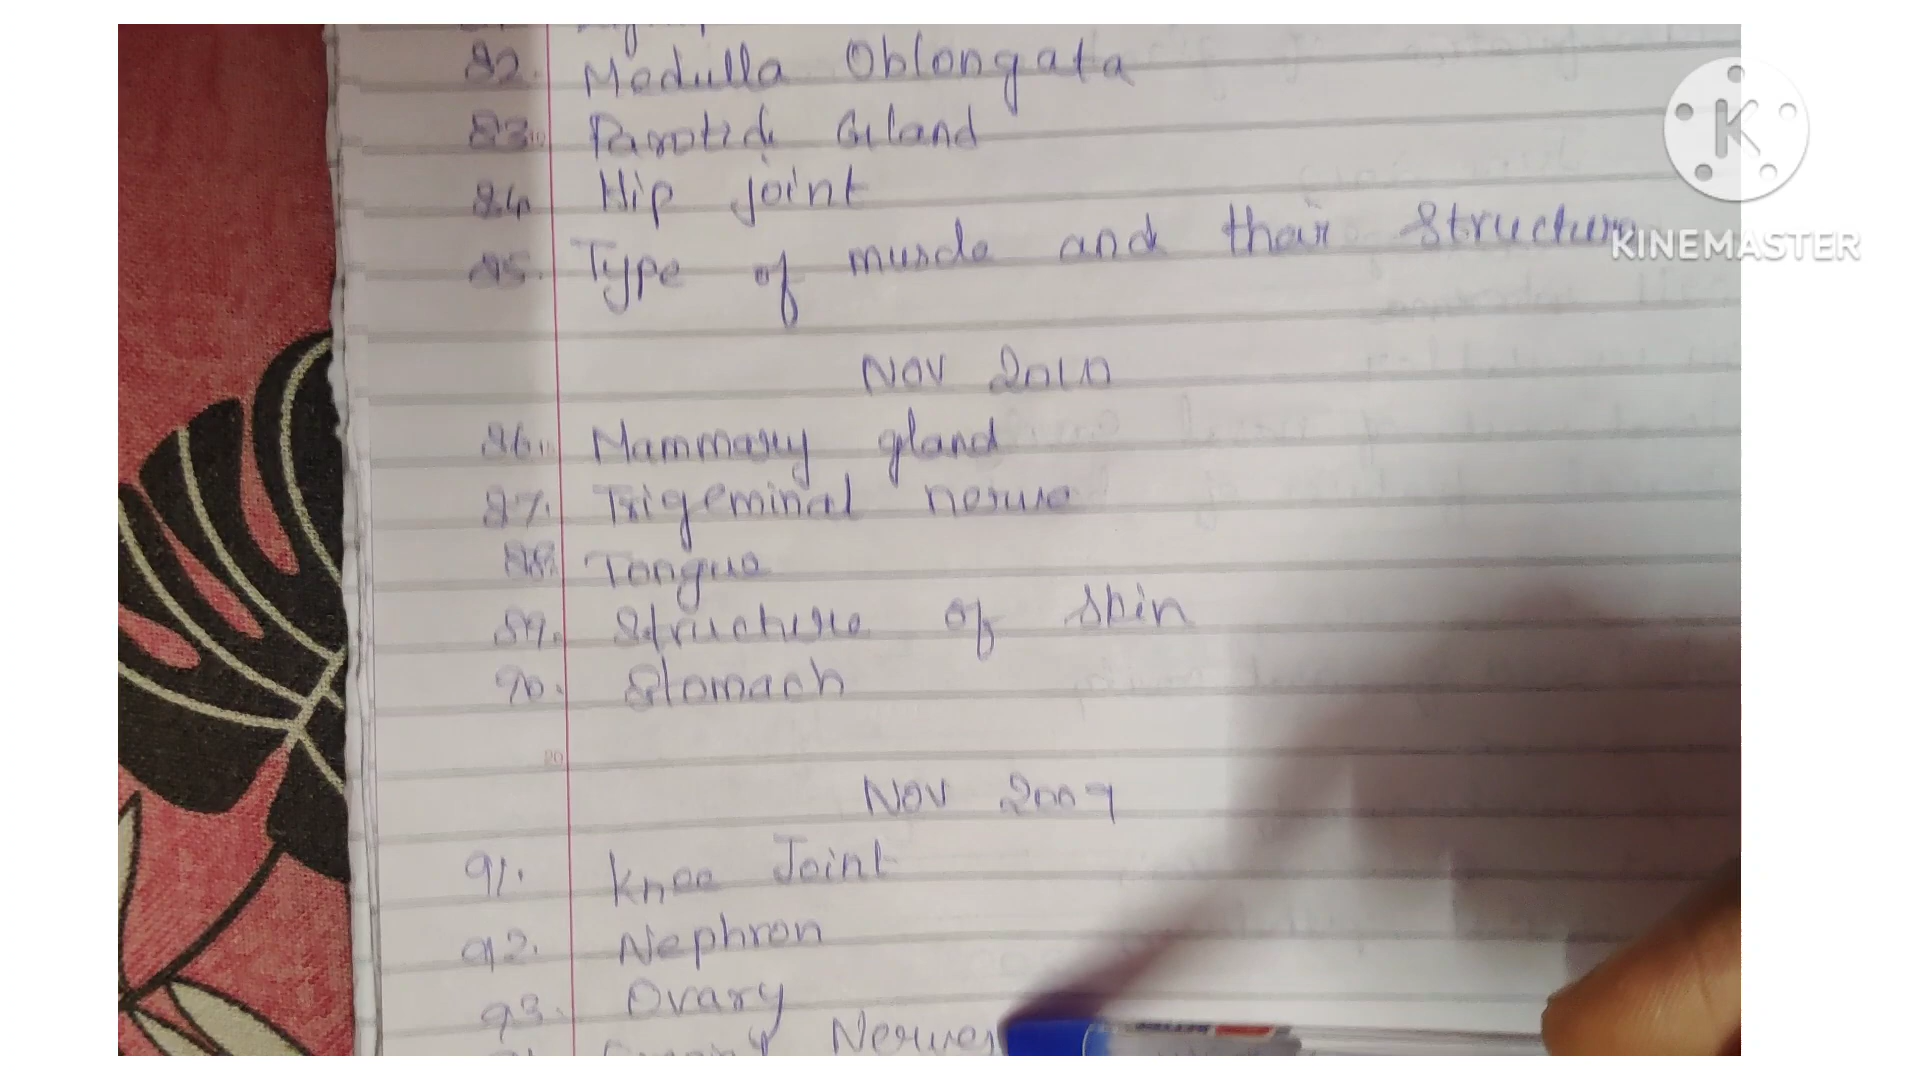 82. Medulla Oblongata
83. Parotid Gland
84. Hip joint
85. Type of muscle and their structure
KINEMASTER
Nov 2010
86. Mammary gland
87. Trigeminal nerve
88. Tongue
89. Structure of skin
90. Stomach
20
Nov 2009
91. Knee Joint
92. Nephron
93. Ovary
Nerves